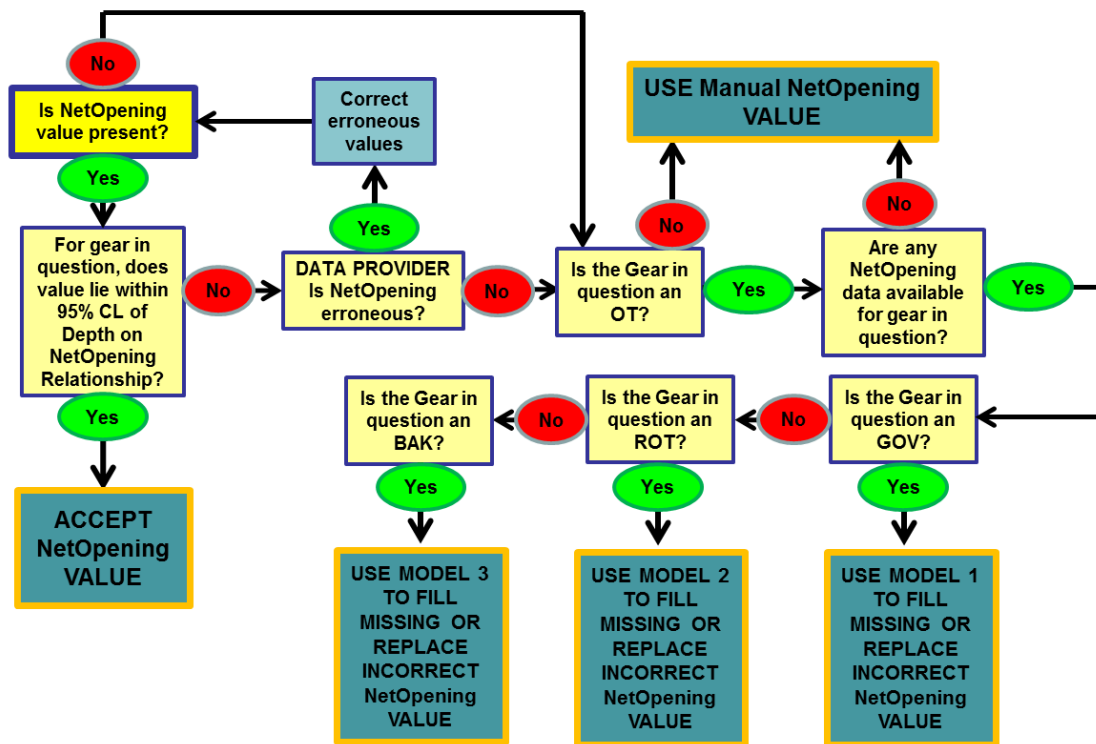 No
Is NetOpening
value present?
Yes
For gear in
question, does
value lie within
95% CL of
Depth on
NetOpening
Relationship?
Yes
ACCEPT
NetOpening
VALUE
No
Correct
erroneous
values
Yes
DATA PROVIDER
Is NetOpening
erroneous?
No
Is the Gear in
question an
OT?
No
USE Manual NetOpening
VALUE
Yes
No
Are any
NetOpening
data available
for gear in
question?
Yes
Is the Gear in
question an
GOV?
No
Is the Gear in
question an
ROT?
No
Is the Gear in
question an
BAK?
Yes
Yes
Yes
USE MODEL 3
TO FILL
MISSING OR
REPLACE
INCORRECT
NetOpening
VALUE
USE MODEL 2
TO FILL
MISSING OR
REPLACE
INCORRECT
NetOpening
VALUE
USE MODEL 1
TO FILL
MISSING OR
REPLACE
INCORRECT
NetOpening
VALUE